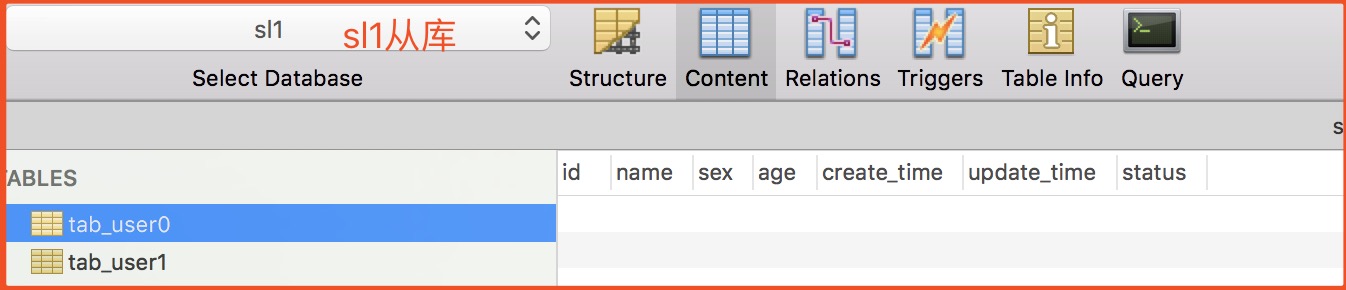 sl1 sl1从库
Select Database Structure Content Relations Triggers Table Info Query
s
TABLES id name sex age create_time update_time status
tab_user0
tab_user1